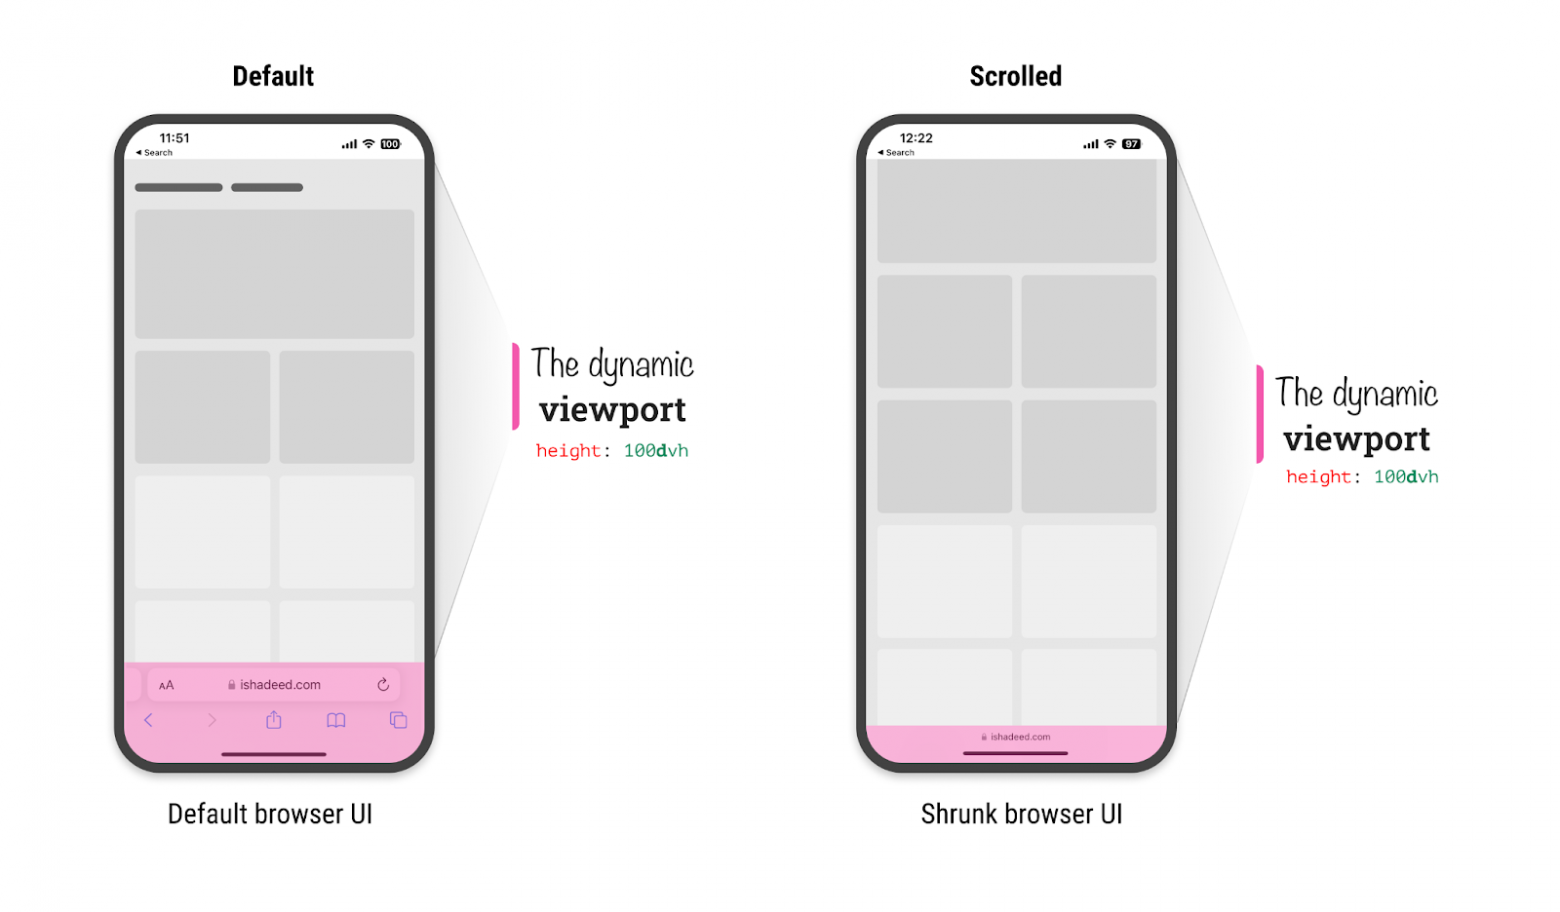 Default
11:51
100
◄ Search
AA
ishadeed.com
Default browser UI
The dynamic
viewport
height: 100dvh
Scrolled
12:22
97
◄ Search
ishadeed.com
Shrunk browser UI
The dynamic
viewport
height: 100dvh